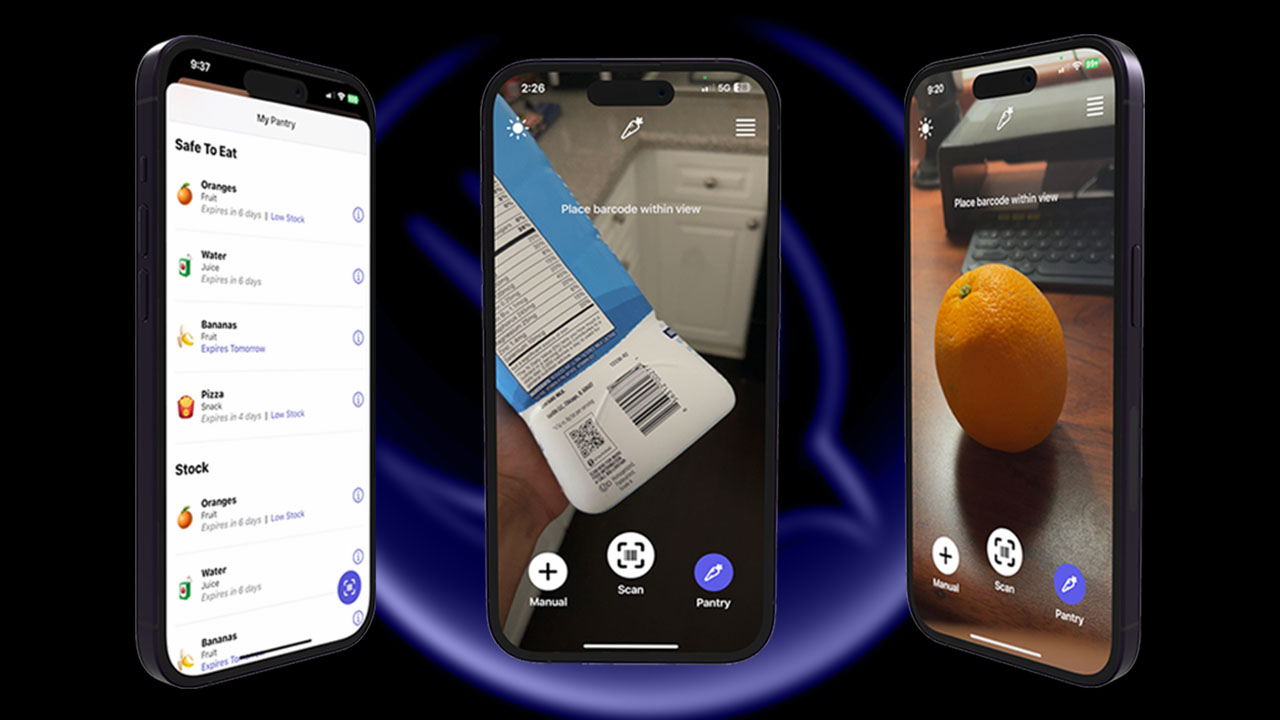 9:37
My Pantry
Safe To Eat
Oranges
Fruit
Expires in 6 days | Low Stock
Water
Juice
Expires in 6 days
Bananas
Fruit
Expires Tomorrow
Pizza
Snack
Expires in 4 days | Low Stock
Stock
Oranges
Fruit
Expires in 6 days | Low Stock
Water
Juice
Expires in 6 days
Bananas
Fruit
Expires
2:26
5G
Place barcode within view
Manual
Scan
Pantry
9:20
Place barcode within view
Manual
Scan
Pantry